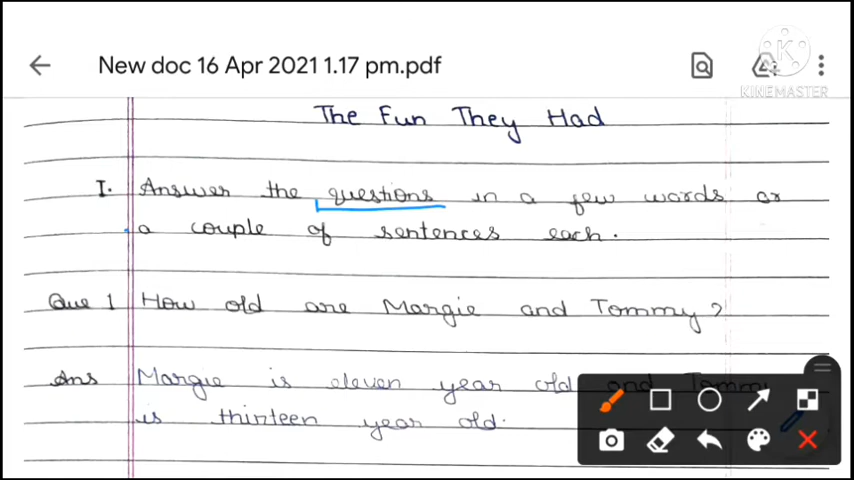 New doc 16 Apr 2021 1.17 pm.pdf
KINEMASTER
The Fun They Had
I. Answer the questions in a few words or
a couple of sentences each.
Que 1 How old are Margie and Tommy?
Ans Margie is eleven year old and Tommy
is thirteen year old.